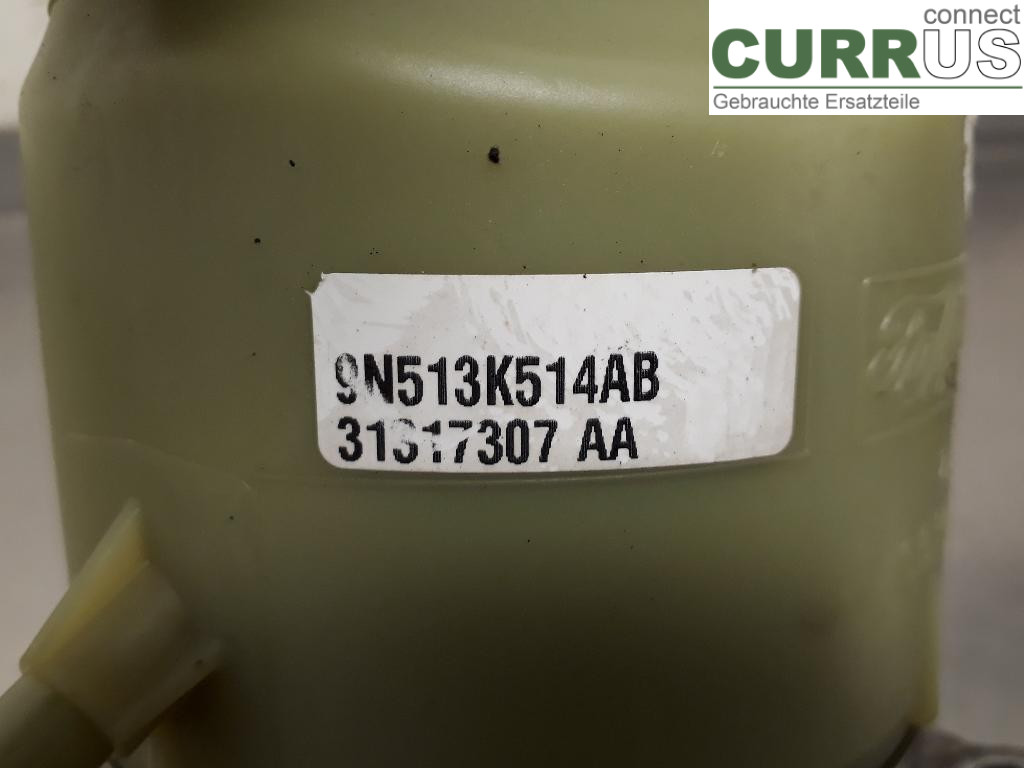 connect
CURRUS
Gebrauchte Ersatzteile
9N513K514AB
31317307 AA